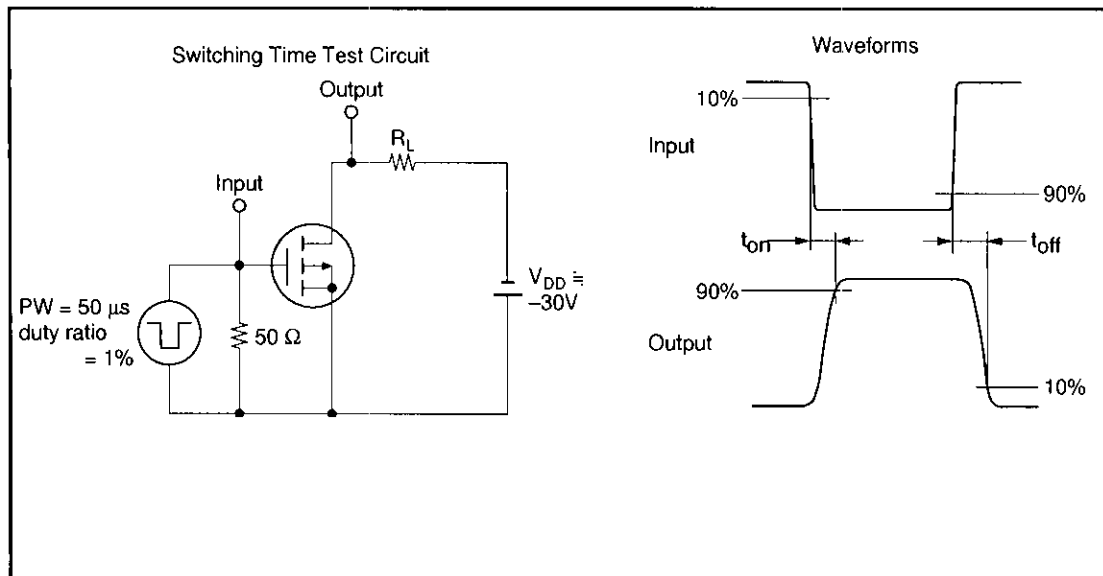 Switching Time Test Circuit
Output
R_L
Input
V_DD ≒
–30V
PW = 50 µs
duty ratio
= 1%
50 Ω
Waveforms
10%
Input
90%
t_on
t_off
90%
Output
10%